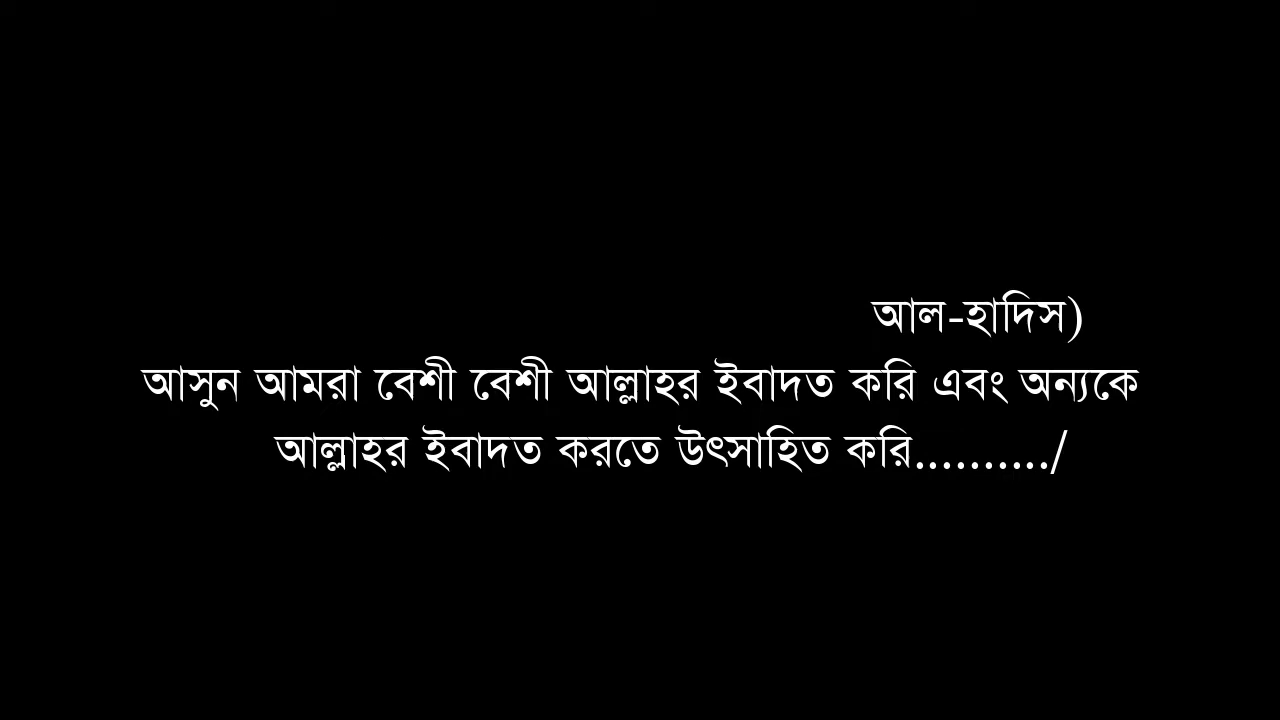 আল-হাদিস)
আসুন আমরা বেশী বেশী আল্লাহর ইবাদত করি এবং অন্যকে
আল্লাহর ইবাদত করতে উৎসাহিত করি........../